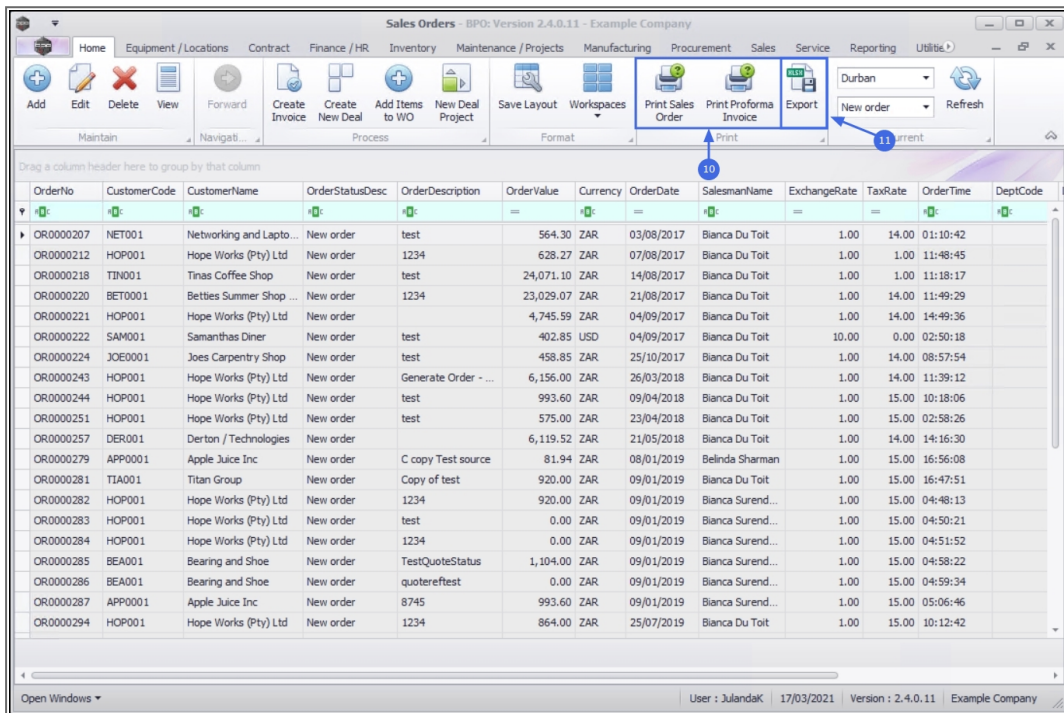 Sales Orders - BPO: Version 2.4.0.11 - Example Company
Home Equipment / Locations Contract Finance / HR Inventory Maintenance / Projects Manufacturing Procurement Sales Service Reporting Utilitie
Add Edit Delete View Forward Create Invoice Create New Deal Add Items to WO New Deal Project Save Layout Workspaces Print Sales Order Print Proforma Invoice XLSX Export Durban New order Refresh
Maintain Navigati... Process Format Print urrent
10 11
Drag a column header here to group by that column
OrderNo CustomerCode CustomerName OrderStatusDesc OrderDescription OrderValue Currency OrderDate SalesmanName ExchangeRate TaxRate OrderTime DeptCode
OR0000207 NET001 Networking and Lapto... New order test 564.30 ZAR 03/08/2017 Bianca Du Toit 1.00 14.00 01:10:42
OR0000212 HOP001 Hope Works (Pty) Ltd New order 1234 628.27 ZAR 07/08/2017 Bianca Du Toit 1.00 1.00 11:48:45
OR0000218 TIN001 Tinas Coffee Shop New order test 24,071.10 ZAR 14/08/2017 Bianca Du Toit 1.00 1.00 11:18:17
OR0000220 BET0001 Betties Summer Shop ... New order 1234 23,029.07 ZAR 21/08/2017 Bianca Du Toit 1.00 14.00 11:49:29
OR0000221 HOP001 Hope Works (Pty) Ltd New order 4,745.59 ZAR 04/09/2017 Bianca Du Toit 1.00 14.00 14:49:36
OR0000222 SAM001 Samanthas Diner New order test 402.85 USD 04/09/2017 Bianca Du Toit 10.00 0.00 02:50:18
OR0000224 JOE0001 Joes Carpentry Shop New order test 458.85 ZAR 25/10/2017 Bianca Du Toit 1.00 14.00 08:57:54
OR0000243 HOP001 Hope Works (Pty) Ltd New order Generate Order - ... 6,156.00 ZAR 26/03/2018 Bianca Du Toit 1.00 14.00 11:39:12
OR0000244 HOP001 Hope Works (Pty) Ltd New order test 993.60 ZAR 09/04/2018 Bianca Du Toit 1.00 15.00 10:18:06
OR0000251 HOP001 Hope Works (Pty) Ltd New order test 575.00 ZAR 23/04/2018 Bianca Du Toit 1.00 15.00 02:58:26
OR0000257 DER001 Derton / Technologies New order 6,119.52 ZAR 21/05/2018 Bianca Du Toit 1.00 14.00 14:16:30
OR0000279 APP0001 Apple Juice Inc New order C copy Test source 81.94 ZAR 08/01/2019 Belinda Sharman 1.00 15.00 16:56:08
OR0000281 TIA001 Titan Group New order Copy of test 920.00 ZAR 09/01/2019 Bianca Du Toit 1.00 15.00 16:47:51
OR0000282 HOP001 Hope Works (Pty) Ltd New order 1234 920.00 ZAR 09/01/2019 Bianca Surend... 1.00 15.00 04:48:13
OR0000283 HOP001 Hope Works (Pty) Ltd New order test 0.00 ZAR 09/01/2019 Bianca Surend... 1.00 15.00 04:50:21
OR0000284 HOP001 Hope Works (Pty) Ltd New order 1234 0.00 ZAR 09/01/2019 Bianca Surend... 1.00 15.00 04:51:52
OR0000285 BEA001 Bearing and Shoe New order TestQuoteStatus 1,104.00 ZAR 09/01/2019 Bianca Surend... 1.00 15.00 04:58:22
OR0000286 BEA001 Bearing and Shoe New order quotereftest 0.00 ZAR 09/01/2019 Bianca Surend... 1.00 15.00 04:59:34
OR0000287 APP0001 Apple Juice Inc New order 8745 993.60 ZAR 09/01/2019 Bianca Surend... 1.00 15.00 05:06:46
OR0000294 HOP001 Hope Works (Pty) Ltd New order 1234 864.00 ZAR 25/07/2019 Bianca Du Toit 1.00 15.00 10:12:42
Open Windows User : JulandaK 17/03/2021 Version : 2.4.0.11 Example Company